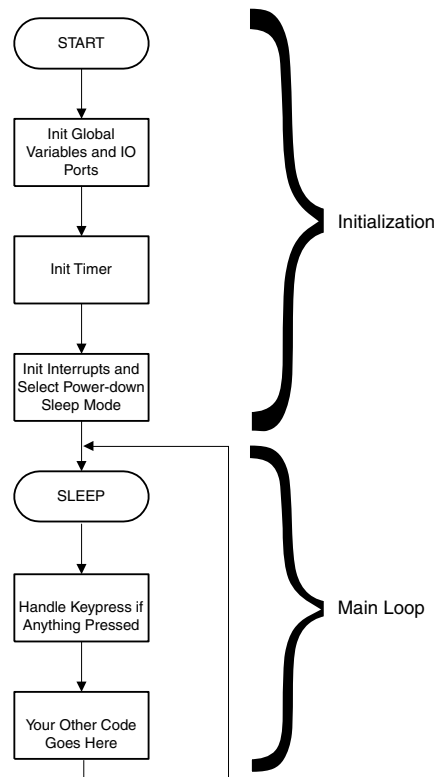 START
Init Global
Variables and IO
Ports
Initialization
Init Timer
Init Interrupts and
Select Power-down
Sleep Mode
SLEEP
Handle Keypress if
Anything Pressed
Main Loop
Your Other Code
Goes Here